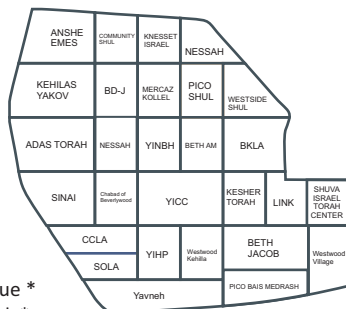 ANSHE
EMES
COMMUNITY
SHUL
KNESSET
ISRAEL
NESSAH
KEHILAS
YAKOV
BD-J
MERCAZ
KOLLEL
PICO
SHUL
WESTSIDE
SHUL
ADAS TORAH
NESSAH
YINBH
BETH AM
BKLA
SINAI
Chabad of
Beverlywood
YICC
KESHER
TORAH
LINK
SHUVA
ISRAEL
TORAH
CENTER
CCLA
SOLA
YIHP
Westwood
Kehilla
BETH
JACOB
Westwood
Village
PICO BAIS MEDRASH
Yavneh
ue *